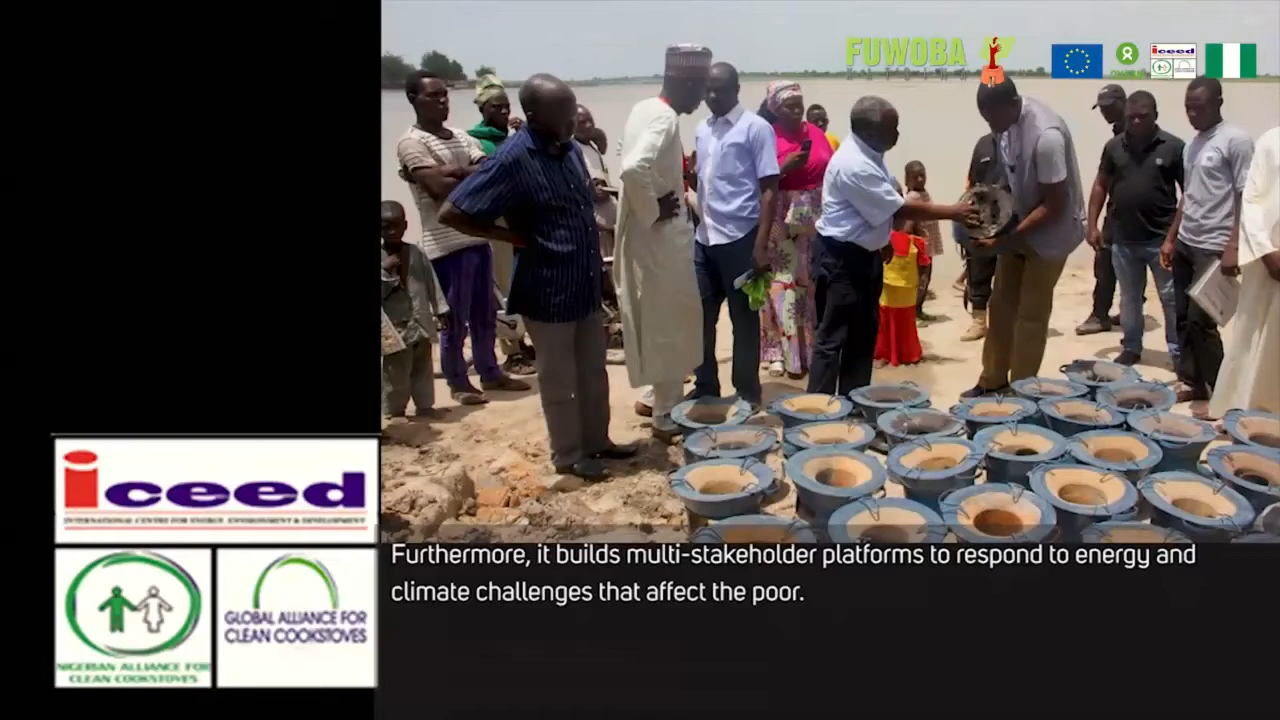 FUWOBA
iceed
iceed
INTERNATIONAL CENTRE FOR ENERGY, ENVIRONMENT & DEVELOPMENT
NIGERIAN ALLIANCE FOR
CLEAN COOKSTOVES
GLOBAL ALLIANCE FOR
CLEAN COOKSTOVES
Furthermore, it builds multi-stakeholder platforms to respond to energy and
climate challenges that affect the poor.